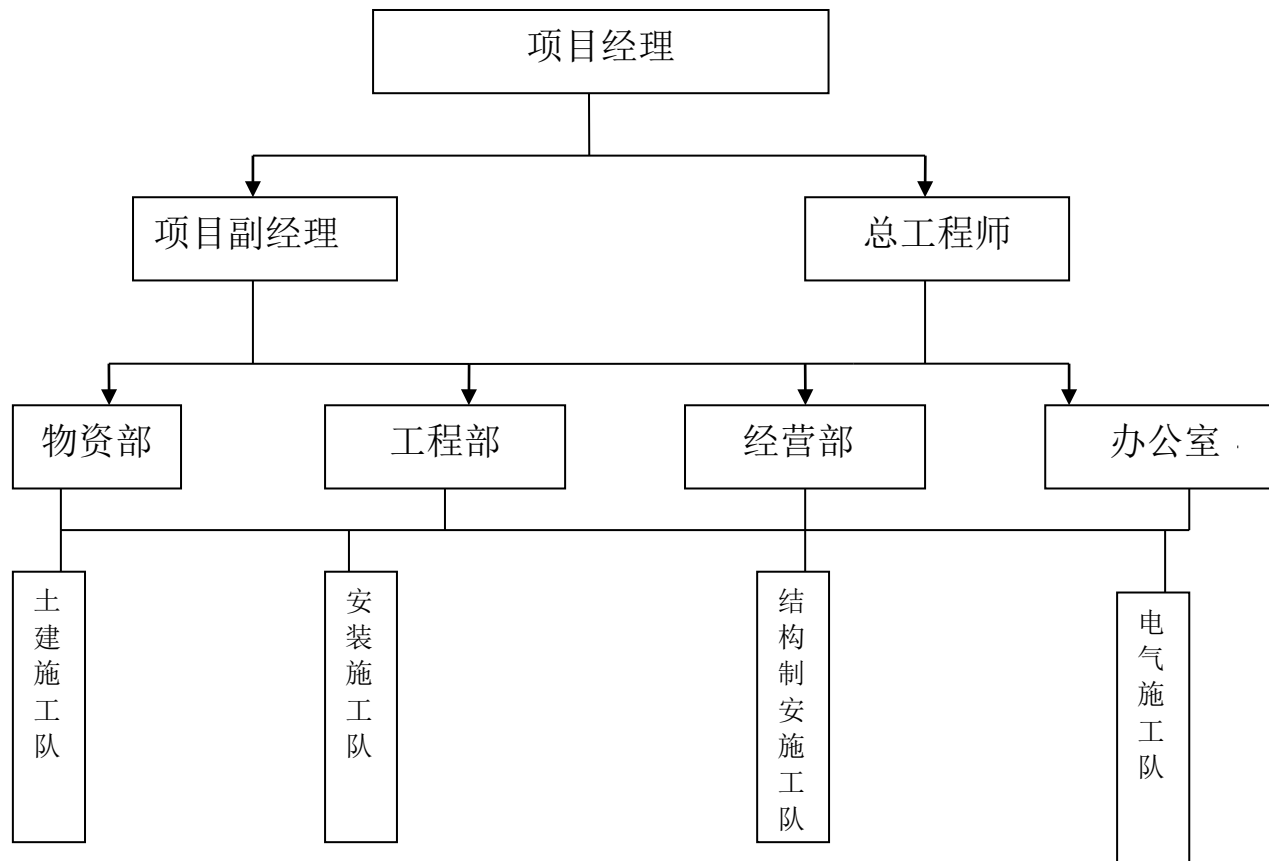 项目经理
项目副经理
总工程师
物资部
工程部
经营部
办公室
土建施工队
安装施工队
结构制安施工队
电气施工队